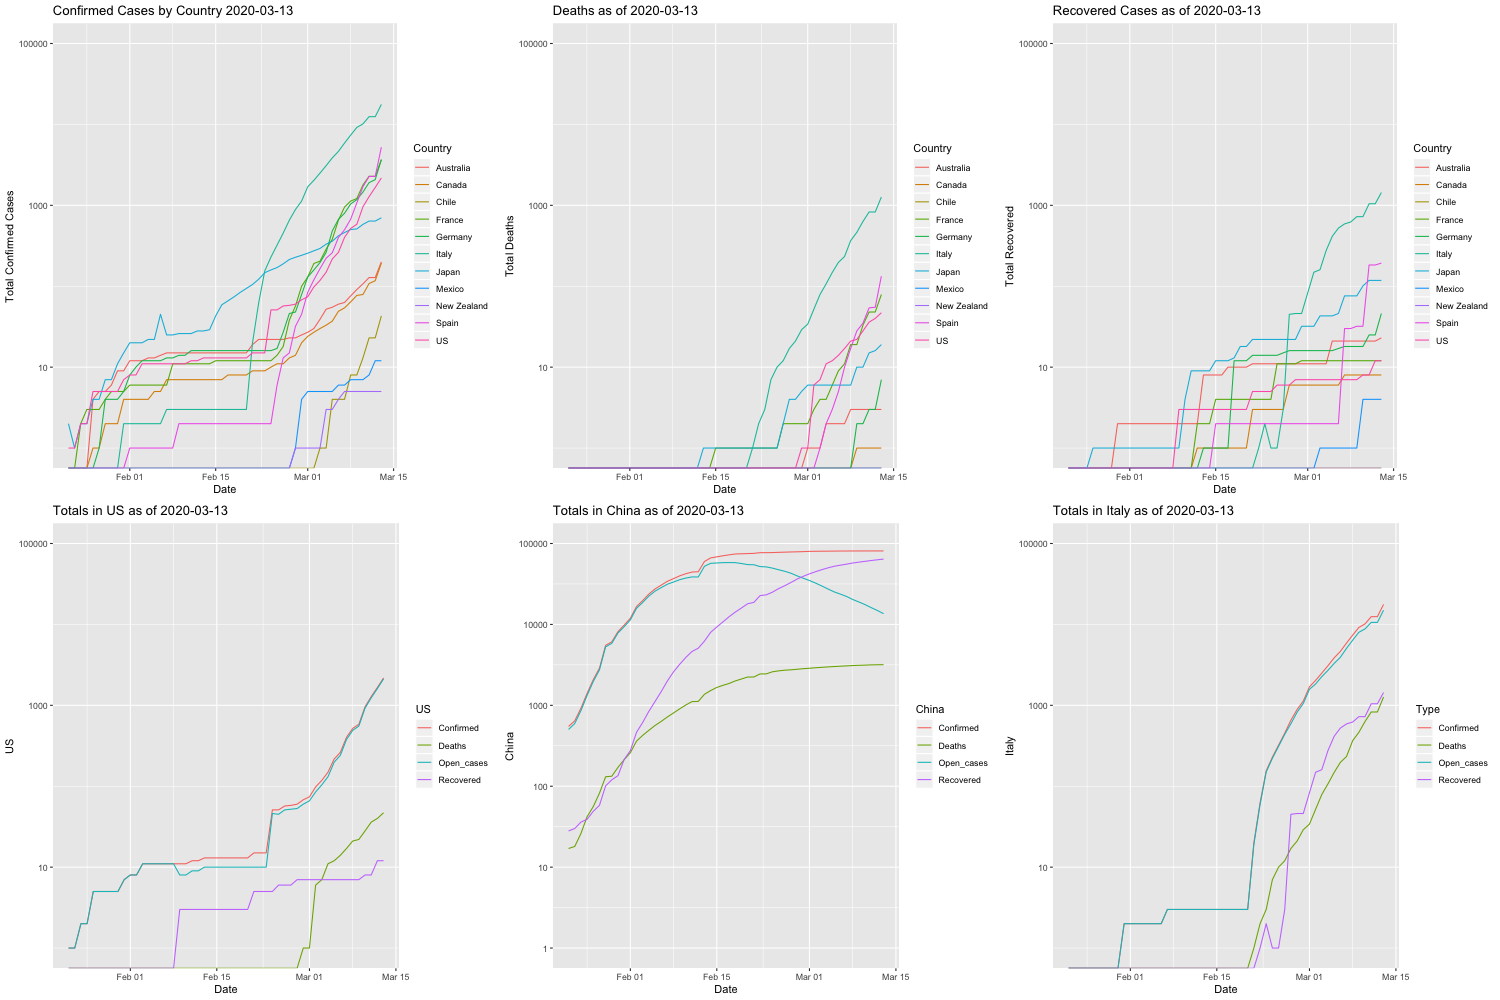 Confirmed Cases by Country 2020-03-13
Total Confirmed Cases
100000
1000
10
Feb 01
Feb 15
Mar 01
Mar 15
Date
Country
Australia
Canada
Chile
France
Germany
Italy
Japan
Mexico
New Zealand
Spain
US
Deaths as of 2020-03-13
Total Deaths
100000
1000
10
Feb 01
Feb 15
Mar 01
Mar 15
Date
Country
Australia
Canada
Chile
France
Germany
Italy
Japan
Mexico
New Zealand
Spain
US
Recovered Cases as of 2020-03-13
Total Recovered
100000
1000
10
Feb 01
Feb 15
Mar 01
Mar 15
Date
Country
Australia
Canada
Chile
France
Germany
Italy
Japan
Mexico
New Zealand
Spain
US
Totals in US as of 2020-03-13
US
100000
1000
10
Feb 01
Feb 15
Mar 01
Mar 15
Date
US
Confirmed
Deaths
Open_cases
Recovered
Totals in China as of 2020-03-13
China
100000
10000
1000
100
10
1
Feb 01
Feb 15
Mar 01
Mar 15
Date
China
Confirmed
Deaths
Open_cases
Recovered
Totals in Italy as of 2020-03-13
Italy
100000
1000
10
Feb 01
Feb 15
Mar 01
Mar 15
Date
Type
Confirmed
Deaths
Open_cases
Recovered